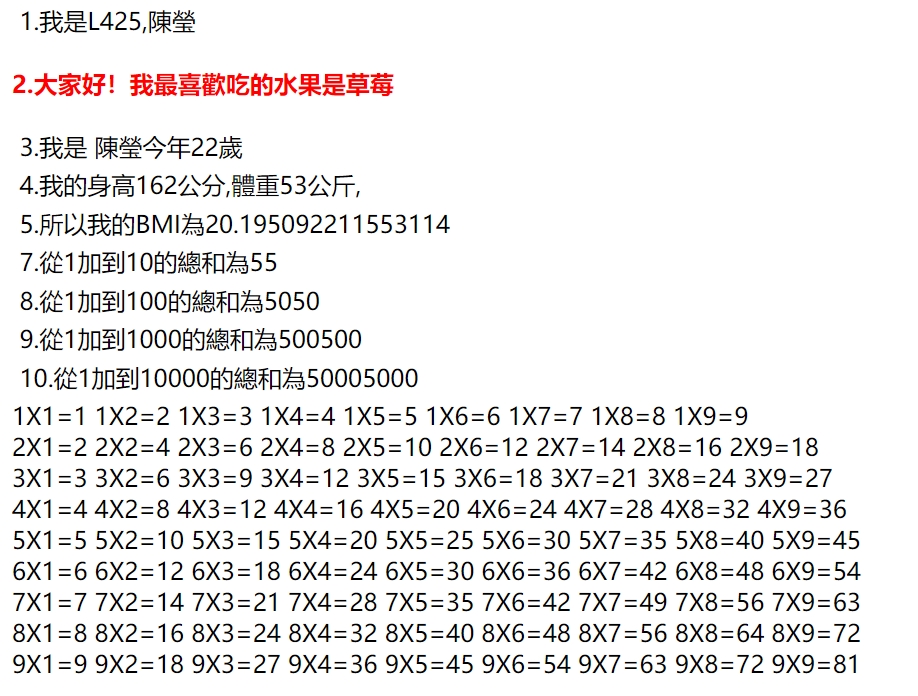 1.我是L425,陳瑩
2.大家好！我最喜歡吃的水果是草莓
3.我是 陳瑩今年22歲
4.我的身高162公分,體重53公斤,
5.所以我的BMI為20.195092211553114
7.從1加到10的總和為55
8.從1加到100的總和為5050
9.從1加到1000的總和為500500
10.從1加到10000的總和為50005000
1X1=1 1X2=2 1X3=3 1X4=4 1X5=5 1X6=6 1X7=7 1X8=8 1X9=9
2X1=2 2X2=4 2X3=6 2X4=8 2X5=10 2X6=12 2X7=14 2X8=16 2X9=18
3X1=3 3X2=6 3X3=9 3X4=12 3X5=15 3X6=18 3X7=21 3X8=24 3X9=27
4X1=4 4X2=8 4X3=12 4X4=16 4X5=20 4X6=24 4X7=28 4X8=32 4X9=36
5X1=5 5X2=10 5X3=15 5X4=20 5X5=25 5X6=30 5X7=35 5X8=40 5X9=45
6X1=6 6X2=12 6X3=18 6X4=24 6X5=30 6X6=36 6X7=42 6X8=48 6X9=54
7X1=7 7X2=14 7X3=21 7X4=28 7X5=35 7X6=42 7X7=49 7X8=56 7X9=63
8X1=8 8X2=16 8X3=24 8X4=32 8X5=40 8X6=48 8X7=56 8X8=64 8X9=72
9X1=9 9X2=18 9X3=27 9X4=36 9X5=45 9X6=54 9X7=63 9X8=72 9X9=81